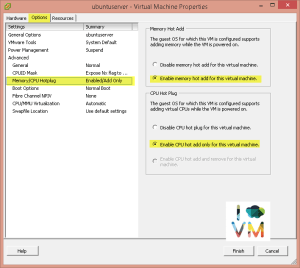 ubuntuserver - Virtual Machine Properties
Hardware Options Resources
Settings Summary
General Options ubuntuserver
VMware Tools System Default
Power Management Suspend
Advanced
General Normal
CPUID Mask Expose Nx flag to ...
Memory/CPU Hotplug Enabled/Add Only
Boot Options Normal Boot
Fibre Channel NPIV None
CPU/MMU Virtualization Automatic
Swapfile Location Use default settings
Memory Hot Add
The guest OS for which this VM is configured supports
adding memory while the VM is powered on.
Disable memory hot add for this virtual machine.
Enable memory hot add for this virtual machine.
CPU Hot Plug
The guest OS for which this VM is configured supports
adding virtual CPUs while the VM is powered on.
Disable CPU hot plug for this virtual machine.
Enable CPU hot add only for this virtual machine.
Enable CPU hot add and remove for this virtual
machine.
I
VM
Help Finish Cancel